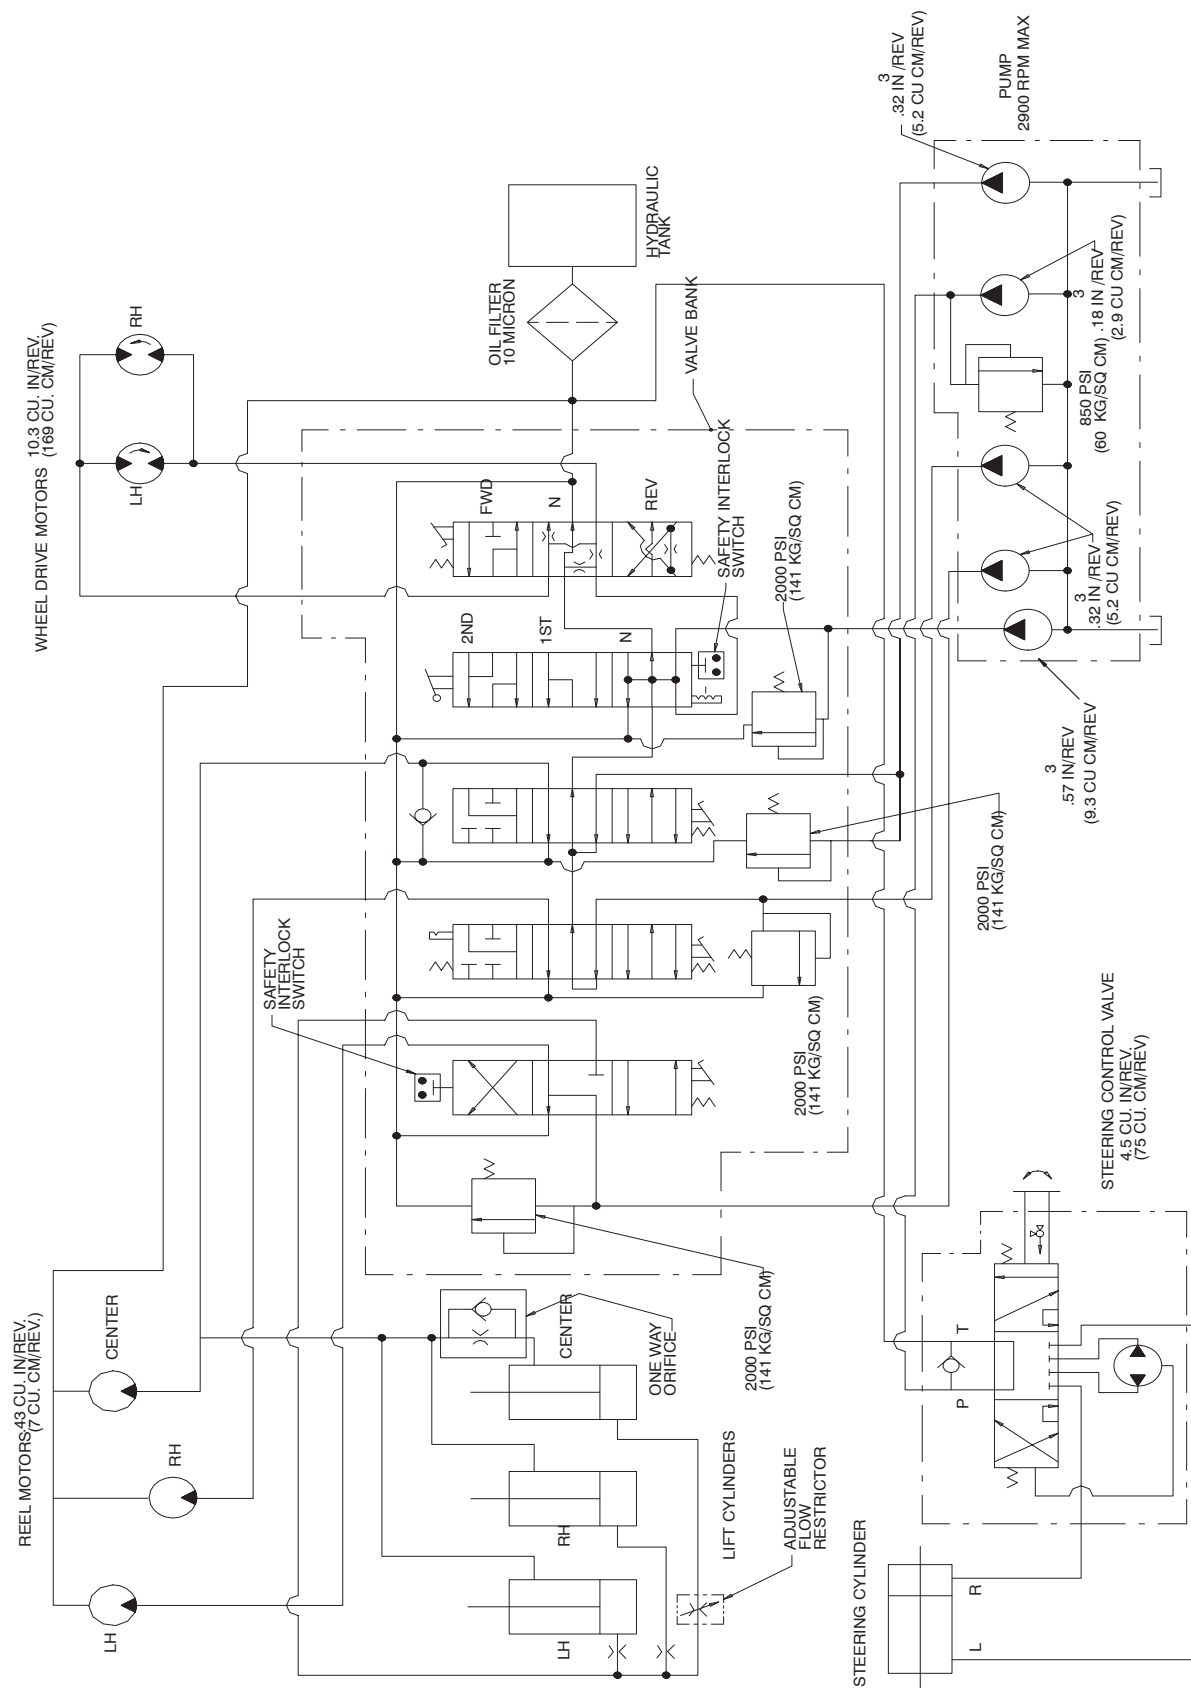 REEL MOTORS .43 CU. IN/REV.
(7 CU. CM/REV.)
LH
RH
CENTER
WHEEL DRIVE MOTORS 10.3 CU. IN/REV.
(169 CU. CM/REV)
LH
RH
SAFETY
INTERLOCK
SWITCH
OIL FILTER
10 MICRON
HYDRAULIC
TANK
VALVE BANK
FWD
N
REV
2ND
1ST
N
SAFETY INTERLOCK
SWITCH
2000 PSI
(141 KG/SQ CM)
2000 PSI
(141 KG/SQ CM)
2000 PSI
(141 KG/SQ CM)
2000 PSI
(141 KG/SQ CM)
LH
RH
CENTER
ONE WAY
ORIFICE
LIFT CYLINDERS
ADJUSTABLE
FLOW
RESTRICTOR
STEERING CYLINDER
L
R
P
T
STEERING CONTROL VALVE
4.5 CU. IN/REV.
(75 CU. CM/REV)
3
.57 IN/REV
(9.3 CU CM/REV
3
.32 IN /REV
(5.2 CU CM/REV)
850 PSI
(60 KG/SQ CM)
3
.18 IN /REV
(2.9 CU CM/REV)
3
.32 IN /REV
(5.2 CU CM/REV)
PUMP
2900 RPM MAX